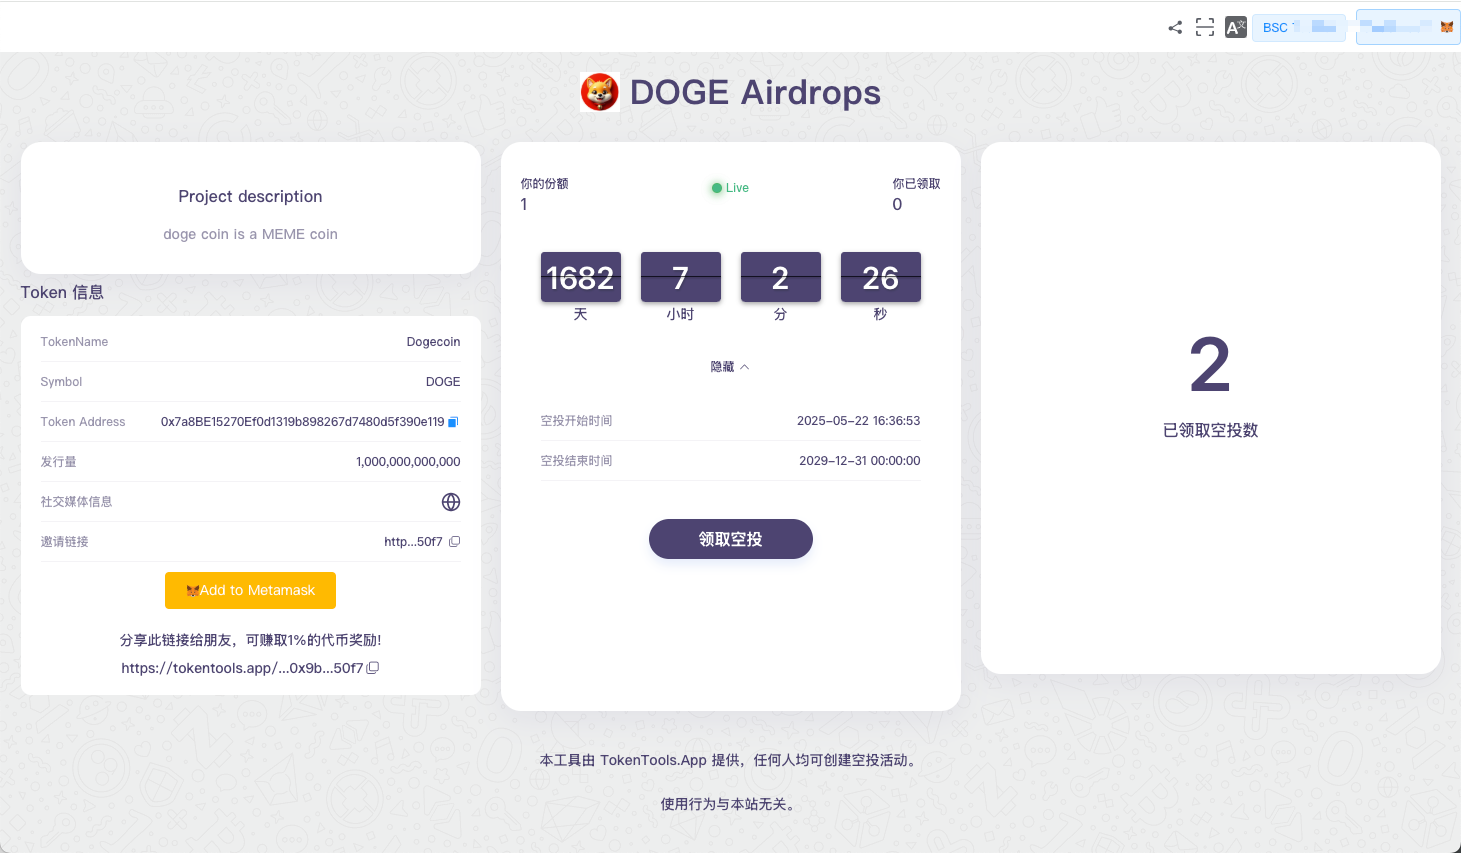 BSC
DOGE Airdrops
Project description
doge coin is a MEME coin
Token 信息
TokenName Dogecoin
Symbol DOGE
Token Address 0x7a8BE15270Ef0d1319b898267d7480d5f390e119
发行量 1,000,000,000,000
社交媒体信息
邀请链接 http...50f7
Add to Metamask
分享此链接给朋友，可赚取1%的代币奖励!
https://tokentools.app/...0x9b...50f7
你的份额 Live 你已领取
1 0
1682 7 2 26
天 小时 分 秒
隐藏
空投开始时间 2025-05-22 16:36:53
空投结束时间 2029-12-31 00:00:00
领取空投
2
已领取空投数
本工具由 TokenTools.App 提供，任何人均可创建空投活动。
使用行为与本站无关。